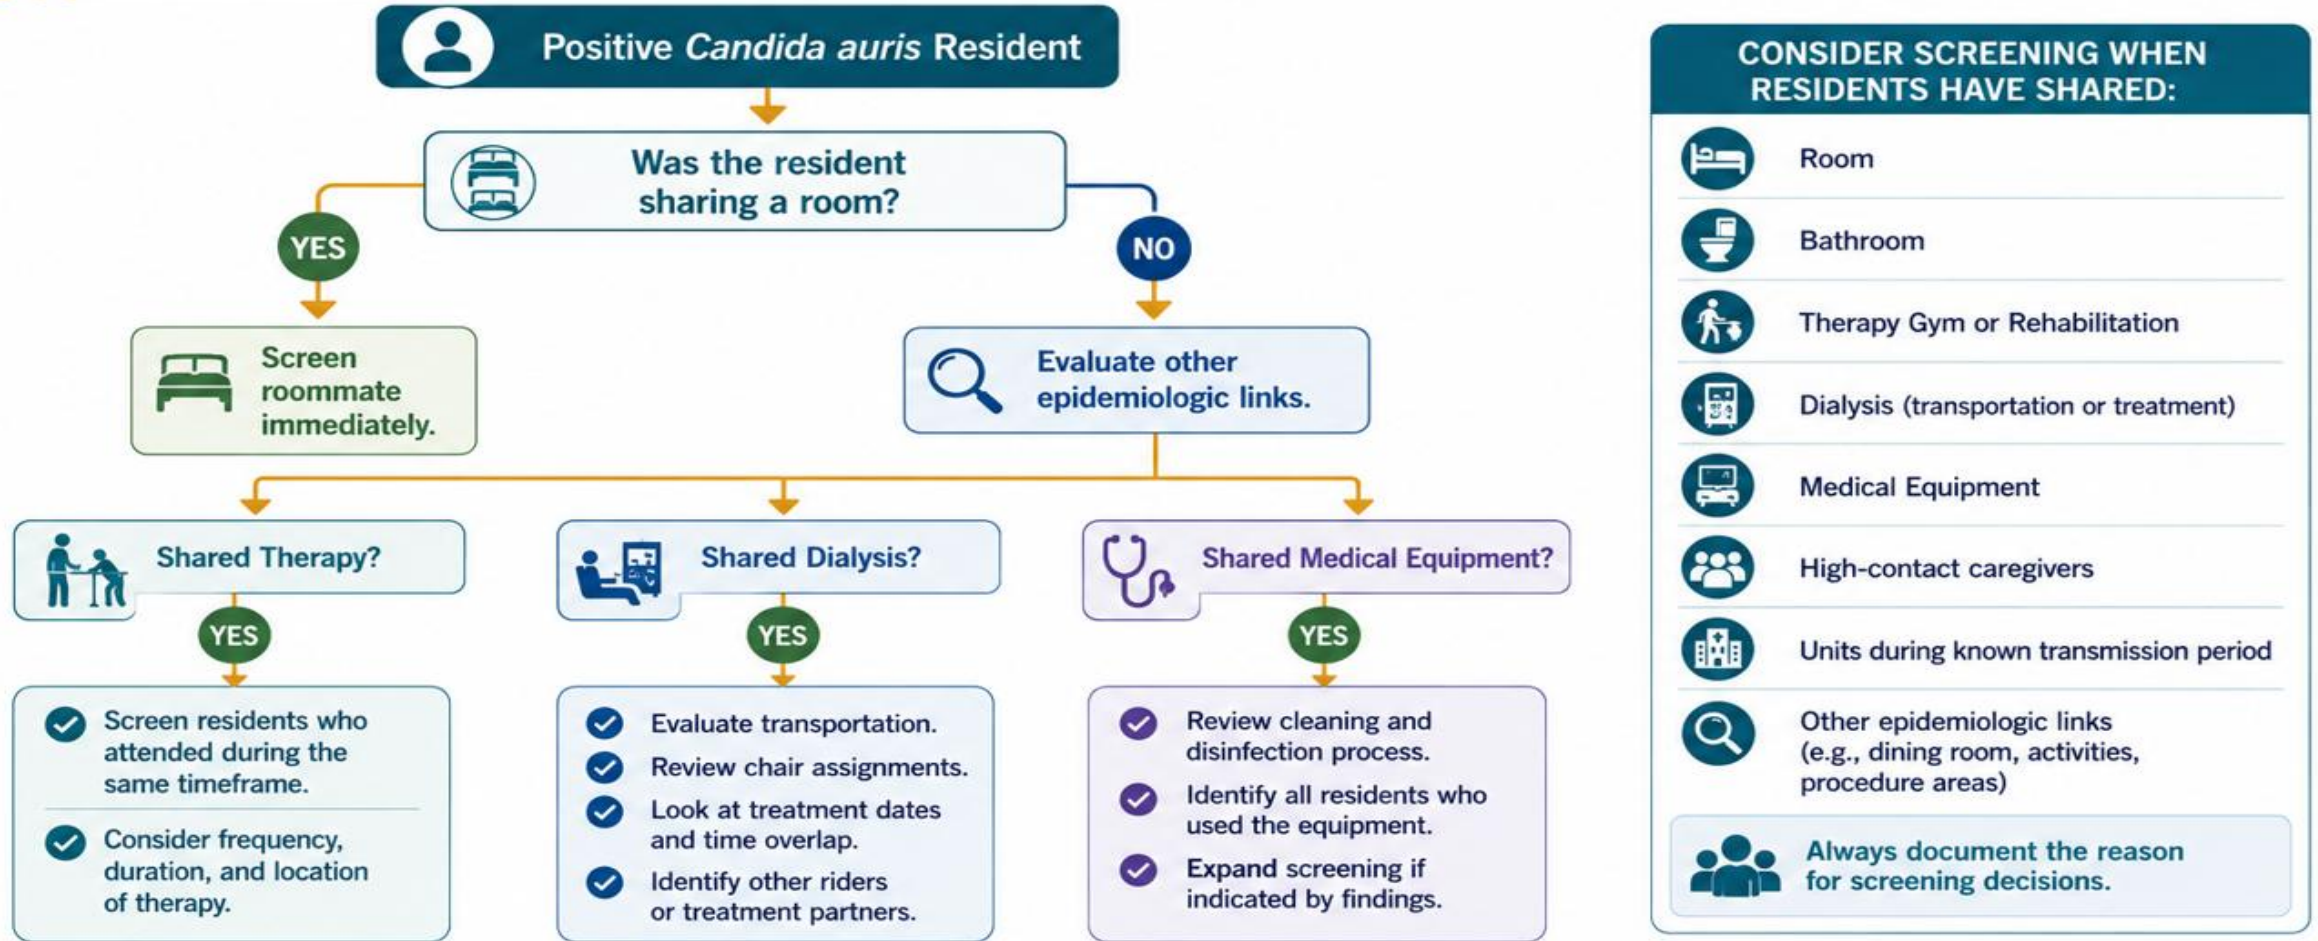 Positive Candida auris Resident
Was the resident
sharing a room?
YES
NO
Screen
roommate
immediately.
Evaluate other
epidemiologic links.
Shared Therapy?
YES
Screen residents who
attended during the
same timeframe.
Consider frequency,
duration, and location
of therapy.
Shared Dialysis?
YES
Evaluate transportation.
Review chair assignments.
Look at treatment dates
and time overlap.
Identify other riders
or treatment partners.
Shared Medical Equipment?
YES
Review cleaning and
disinfection process.
Identify all residents who
used the equipment.
Expand screening if
indicated by findings.
CONSIDER SCREENING WHEN
RESIDENTS HAVE SHARED:
Room
Bathroom
Therapy Gym or Rehabilitation
Dialysis (transportation or treatment)
Medical Equipment
High-contact caregivers
Units during known transmission period
Other epidemiologic links
(e.g., dining room, activities,
procedure areas)
Always document the reason
for screening decisions.